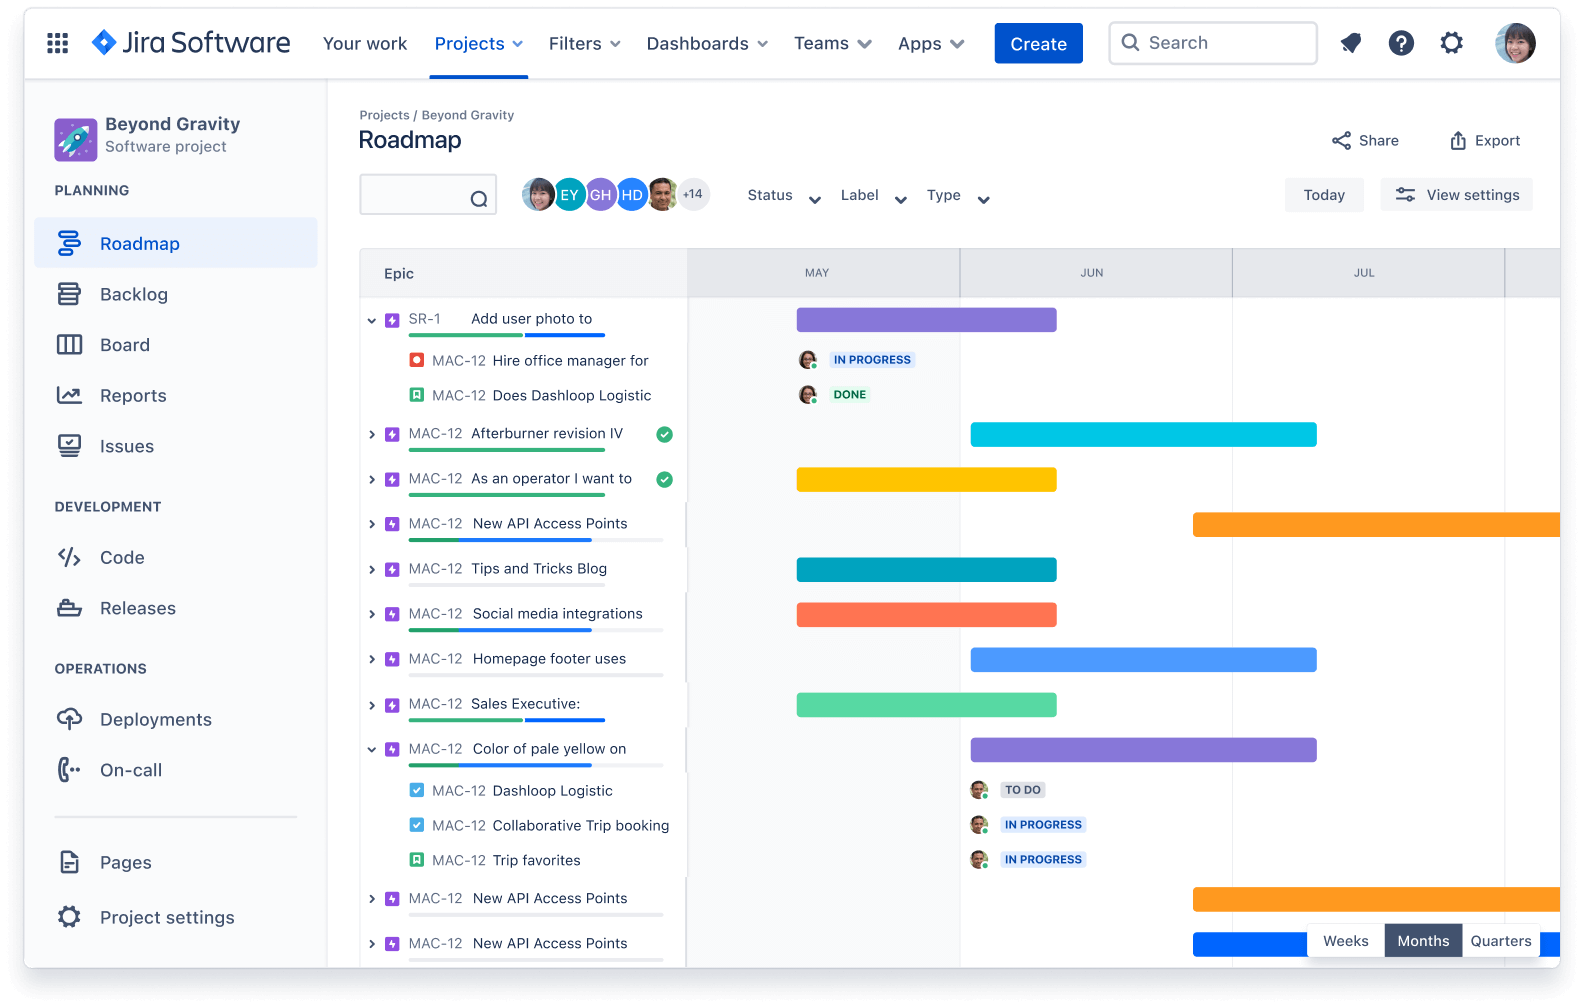 Jira Software Your work Projects Filters Dashboards Teams Apps Create Search
Beyond Gravity
Software project
PLANNING
Roadmap
Backlog
Board
Reports
Issues
DEVELOPMENT
Code
Releases
OPERATIONS
Deployments
On-call
Pages
Project settings
Projects / Beyond Gravity
Roadmap
Share Export
EY GH HD +14 Status Label Type Today View settings
Epic MAY JUN JUL
SR-1 Add user photo to
MAC-12 Hire office manager for IN PROGRESS
MAC-12 Does Dashloop Logistic DONE
MAC-12 Afterburner revision IV
MAC-12 As an operator I want to
MAC-12 New API Access Points
MAC-12 Tips and Tricks Blog
MAC-12 Social media integrations
MAC-12 Homepage footer uses
MAC-12 Sales Executive:
MAC-12 Color of pale yellow on
MAC-12 Dashloop Logistic TO DO
MAC-12 Collaborative Trip booking IN PROGRESS
MAC-12 Trip favorites IN PROGRESS
MAC-12 New API Access Points
MAC-12 New API Access Points
Weeks Months Quarters